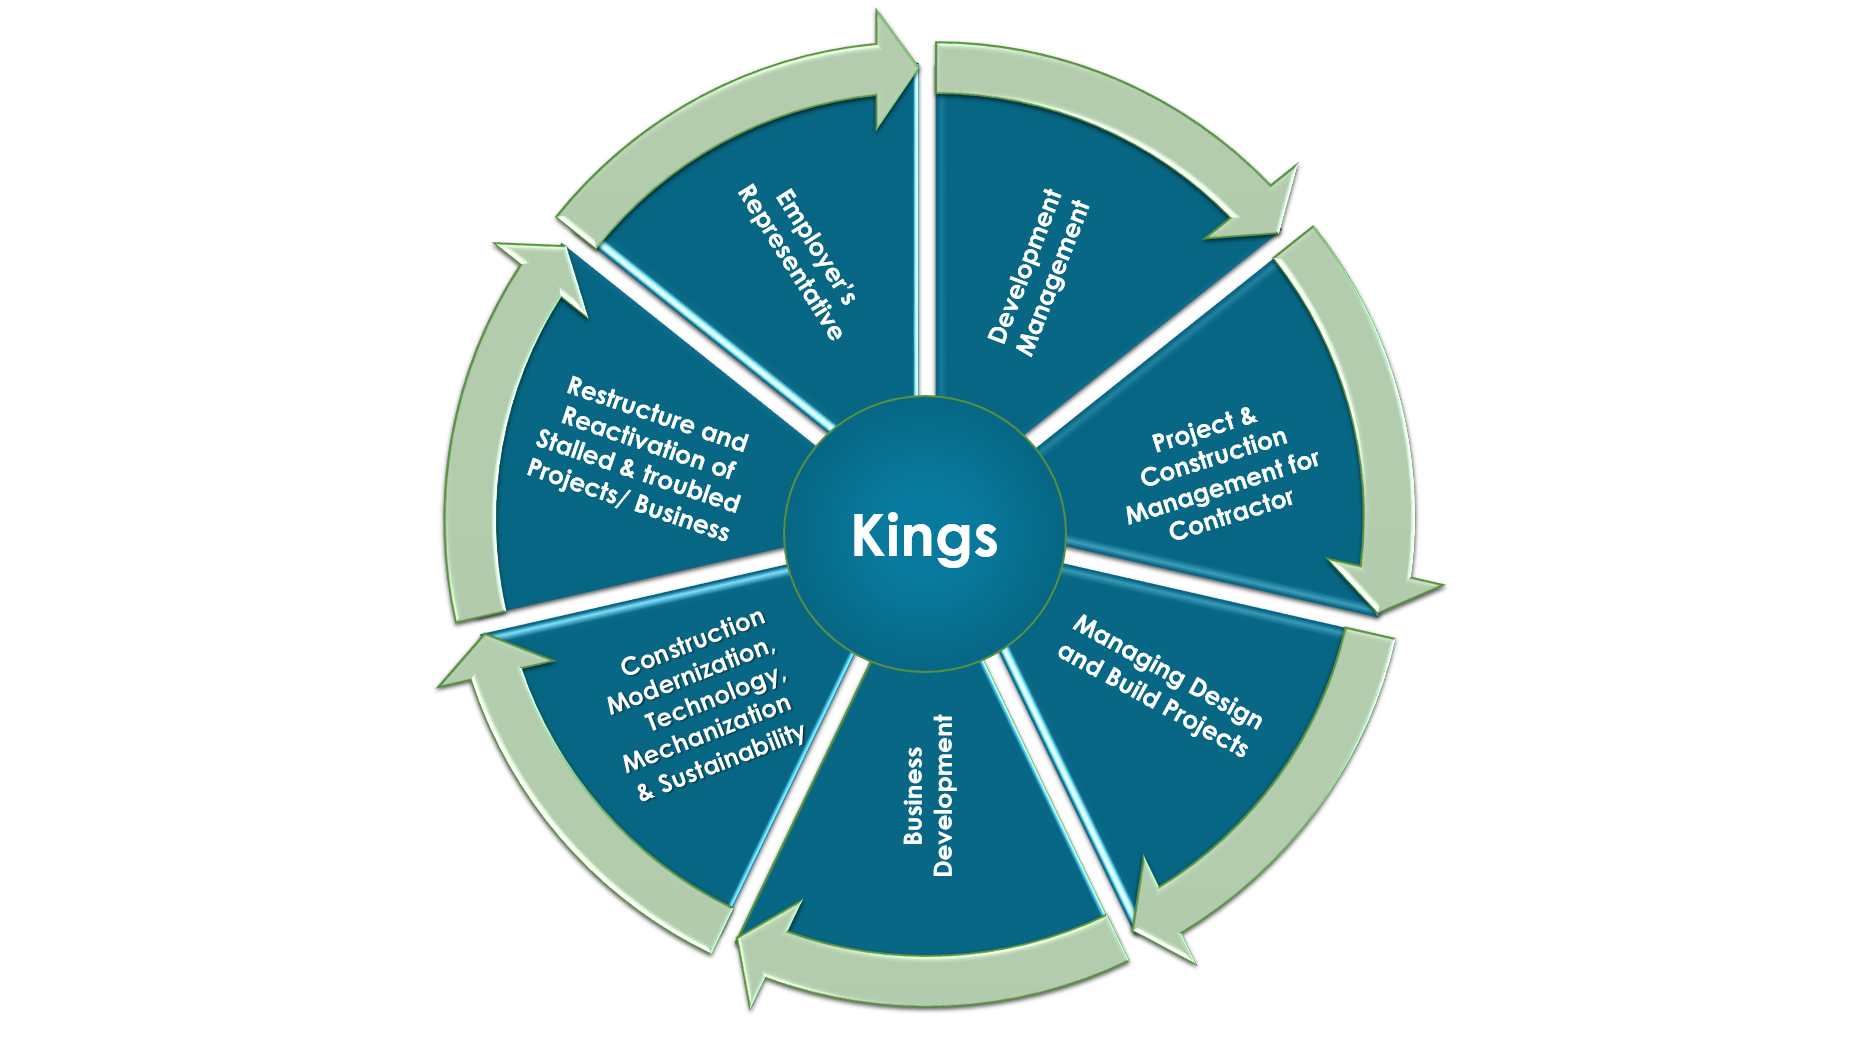 Employer's
Representative
Development
Management
Project &
Construction
Management for
Contractor
Managing Design
and Build Projects
Business
Development
Construction
Modernization,
Technology,
Mechanization
& Sustainability
Restructure and
Reactivation of
Stalled & troubled
Projects/ Business
Kings